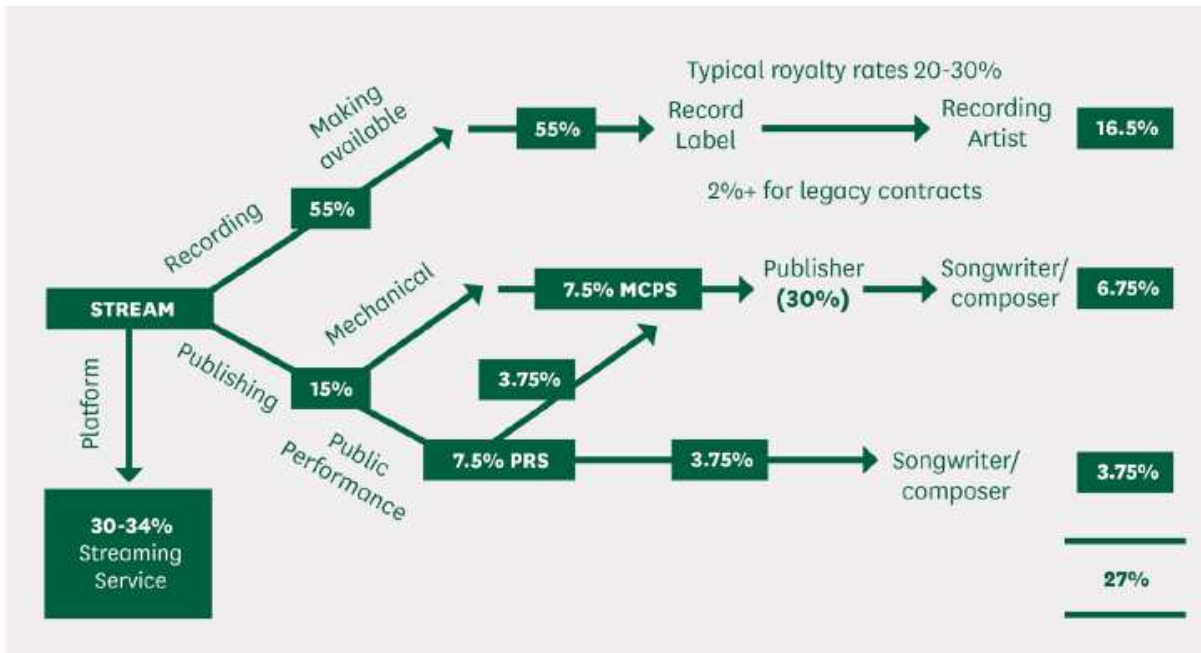 Typical royalty rates 20-30%
Making
available
55%
Record
Label
Recording
Artist
16.5%
2%+ for legacy contracts
Recording
55%
STREAM
Mechanical
7.5% MCPS
Publisher
(30%)
Songwriter/
composer
6.75%
Publishing
15%
3.75%
Platform
Public
Performance
7.5% PRS
3.75%
Songwriter/
composer
3.75%
30-34%
Streaming
Service
27%